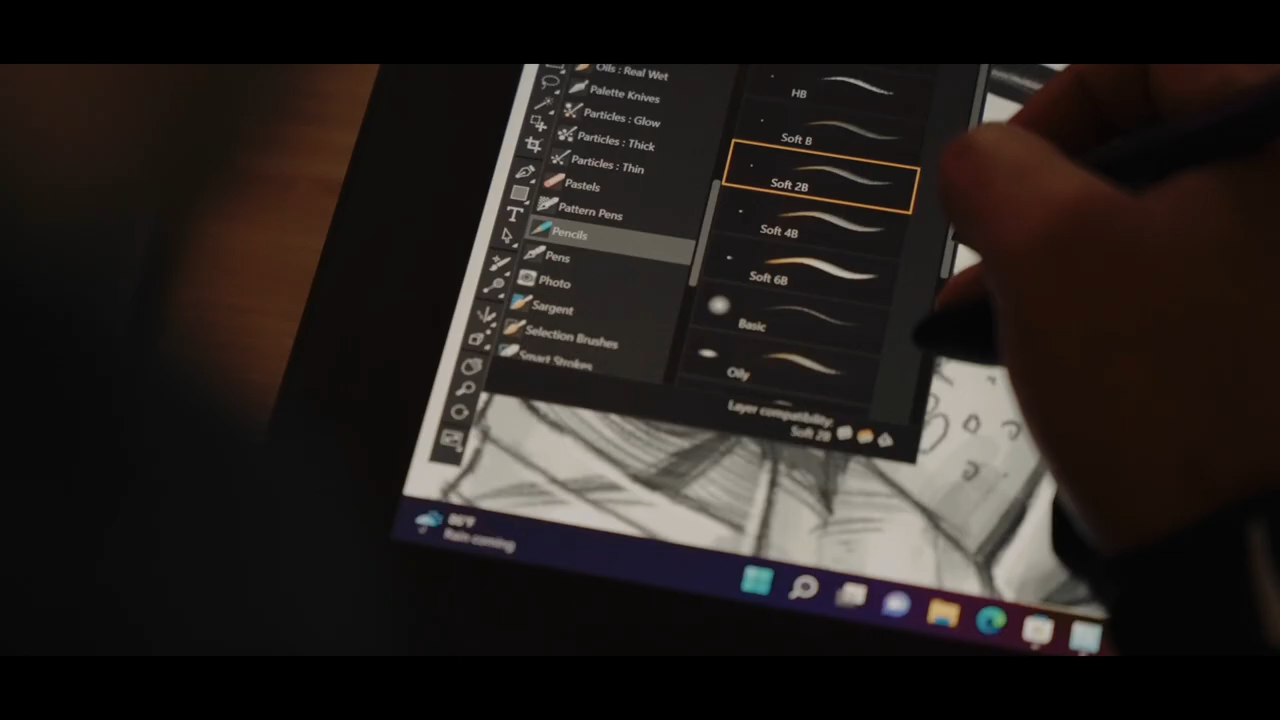 Oils : Real Wet
Palette Knives
Particles : Glow
Particles : Thick
Particles : Thin
Pastels
Pattern Pens
Pencils
Pens
Photo
Sargent
Selection Brushes
Smart Strokes
HB
Soft B
Soft 2B
Soft 4B
Soft 6B
Basic
Oily
Layer compatibility:
Soft 2B
Rain coming